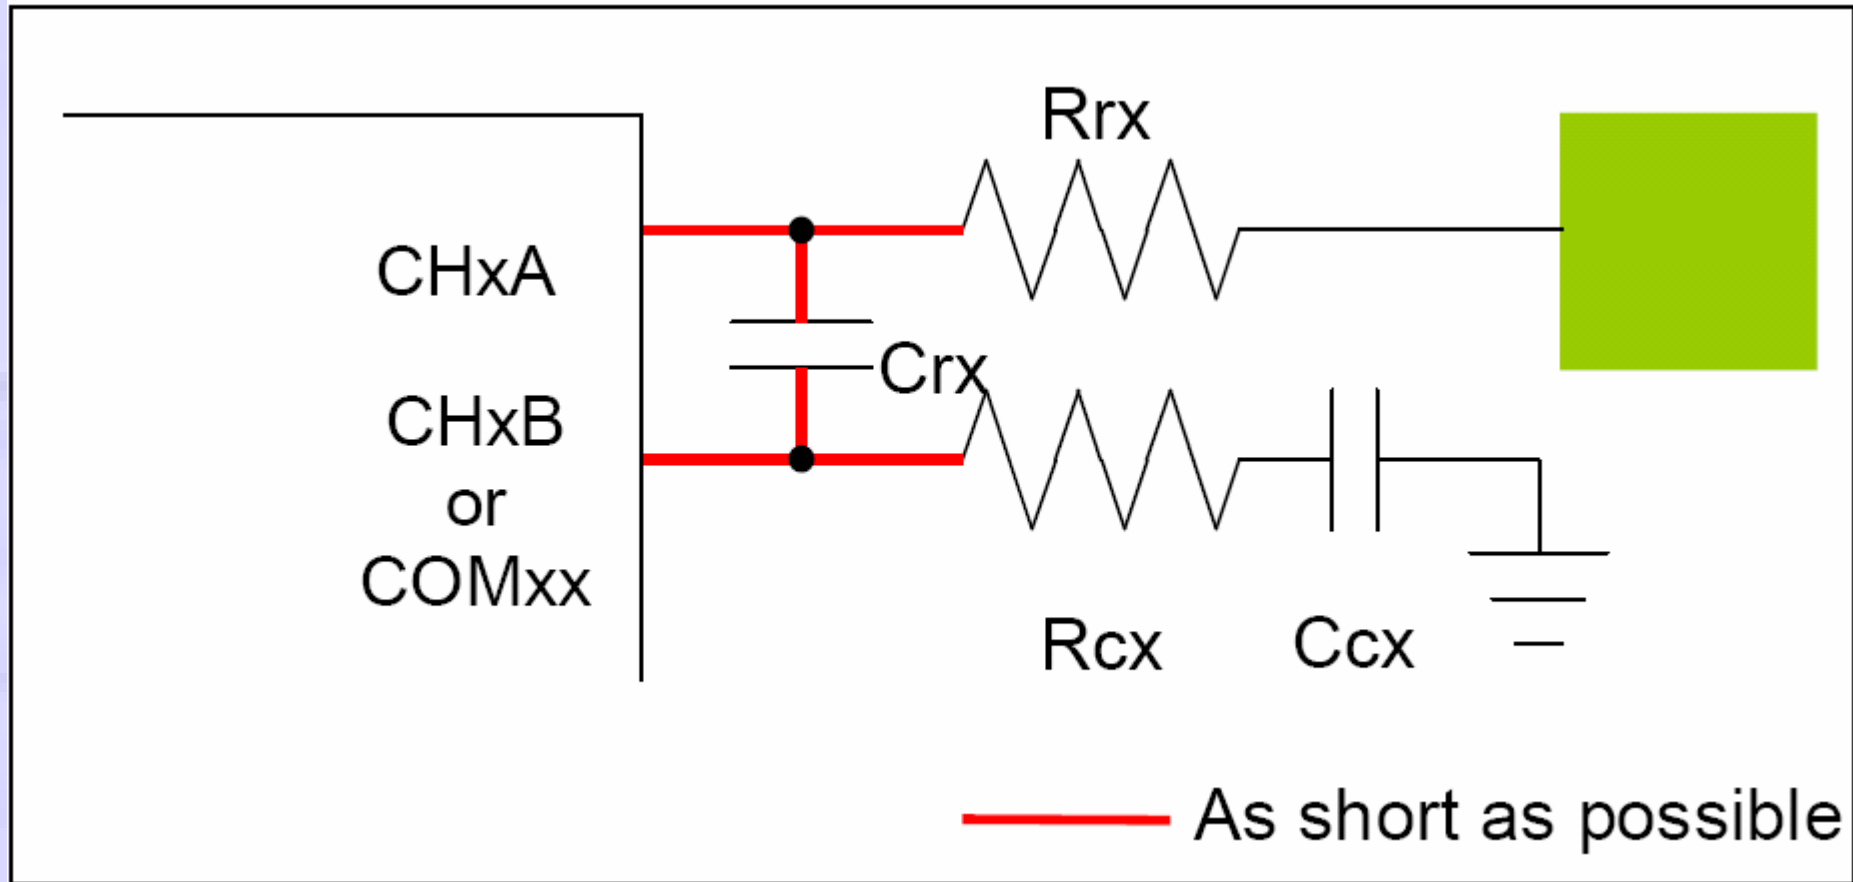 Rrx
CHxA
Crx
CHxB
or
COMxx
Rcx
Ccx
As short as possible